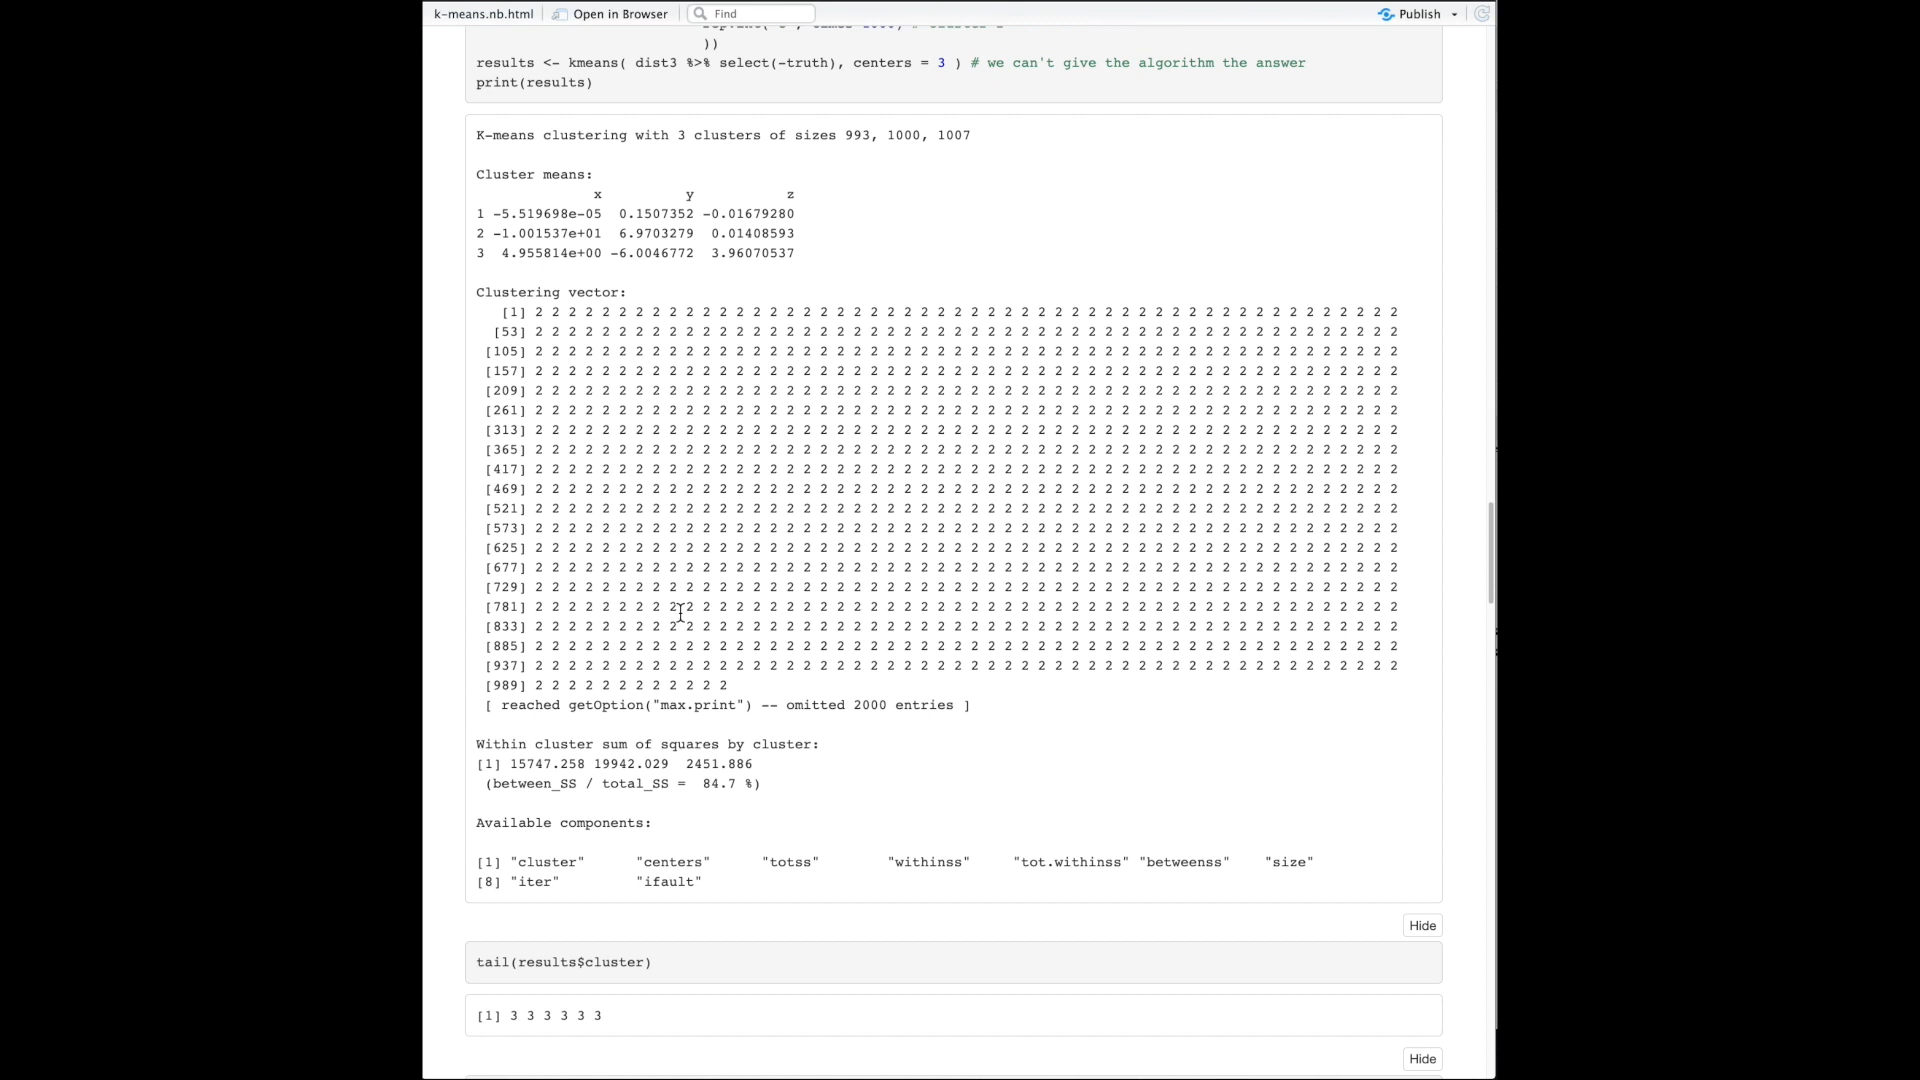 k-means.nb.html Open in Browser Find Publish
))
results <- kmeans( dist3 %>% select(-truth), centers = 3 ) # we can't give the algorithm the answer
print(results)
K-means clustering with 3 clusters of sizes 993, 1000, 1007
Cluster means:
x y z
1 -5.519698e-05 0.1507352 -0.01679280
2 -1.001537e+01 6.9703279 0.01408593
3 4.955814e+00 -6.0046772 3.96070537
Clustering vector:
[1] 2 2 2 2 2 2 2 2 2 2 2 2 2 2 2 2 2 2 2 2 2 2 2 2 2 2 2 2 2 2 2 2 2 2 2 2 2 2 2 2 2 2 2 2 2 2 2 2 2 2 2 2
[53] 2 2 2 2 2 2 2 2 2 2 2 2 2 2 2 2 2 2 2 2 2 2 2 2 2 2 2 2 2 2 2 2 2 2 2 2 2 2 2 2 2 2 2 2 2 2 2 2 2 2 2 2
[105] 2 2 2 2 2 2 2 2 2 2 2 2 2 2 2 2 2 2 2 2 2 2 2 2 2 2 2 2 2 2 2 2 2 2 2 2 2 2 2 2 2 2 2 2 2 2 2 2 2 2 2 2
[157] 2 2 2 2 2 2 2 2 2 2 2 2 2 2 2 2 2 2 2 2 2 2 2 2 2 2 2 2 2 2 2 2 2 2 2 2 2 2 2 2 2 2 2 2 2 2 2 2 2 2 2 2
[209] 2 2 2 2 2 2 2 2 2 2 2 2 2 2 2 2 2 2 2 2 2 2 2 2 2 2 2 2 2 2 2 2 2 2 2 2 2 2 2 2 2 2 2 2 2 2 2 2 2 2 2 2
[261] 2 2 2 2 2 2 2 2 2 2 2 2 2 2 2 2 2 2 2 2 2 2 2 2 2 2 2 2 2 2 2 2 2 2 2 2 2 2 2 2 2 2 2 2 2 2 2 2 2 2 2 2
[313] 2 2 2 2 2 2 2 2 2 2 2 2 2 2 2 2 2 2 2 2 2 2 2 2 2 2 2 2 2 2 2 2 2 2 2 2 2 2 2 2 2 2 2 2 2 2 2 2 2 2 2 2
[365] 2 2 2 2 2 2 2 2 2 2 2 2 2 2 2 2 2 2 2 2 2 2 2 2 2 2 2 2 2 2 2 2 2 2 2 2 2 2 2 2 2 2 2 2 2 2 2 2 2 2 2 2
[417] 2 2 2 2 2 2 2 2 2 2 2 2 2 2 2 2 2 2 2 2 2 2 2 2 2 2 2 2 2 2 2 2 2 2 2 2 2 2 2 2 2 2 2 2 2 2 2 2 2 2 2 2
[469] 2 2 2 2 2 2 2 2 2 2 2 2 2 2 2 2 2 2 2 2 2 2 2 2 2 2 2 2 2 2 2 2 2 2 2 2 2 2 2 2 2 2 2 2 2 2 2 2 2 2 2 2
[521] 2 2 2 2 2 2 2 2 2 2 2 2 2 2 2 2 2 2 2 2 2 2 2 2 2 2 2 2 2 2 2 2 2 2 2 2 2 2 2 2 2 2 2 2 2 2 2 2 2 2 2 2
[573] 2 2 2 2 2 2 2 2 2 2 2 2 2 2 2 2 2 2 2 2 2 2 2 2 2 2 2 2 2 2 2 2 2 2 2 2 2 2 2 2 2 2 2 2 2 2 2 2 2 2 2 2
[625] 2 2 2 2 2 2 2 2 2 2 2 2 2 2 2 2 2 2 2 2 2 2 2 2 2 2 2 2 2 2 2 2 2 2 2 2 2 2 2 2 2 2 2 2 2 2 2 2 2 2 2 2
[677] 2 2 2 2 2 2 2 2 2 2 2 2 2 2 2 2 2 2 2 2 2 2 2 2 2 2 2 2 2 2 2 2 2 2 2 2 2 2 2 2 2 2 2 2 2 2 2 2 2 2 2 2
[729] 2 2 2 2 2 2 2 2 2 2 2 2 2 2 2 2 2 2 2 2 2 2 2 2 2 2 2 2 2 2 2 2 2 2 2 2 2 2 2 2 2 2 2 2 2 2 2 2 2 2 2 2
[781] 2 2 2 2 2 2 2 2 2 2 2 2 2 2 2 2 2 2 2 2 2 2 2 2 2 2 2 2 2 2 2 2 2 2 2 2 2 2 2 2 2 2 2 2 2 2 2 2 2 2 2 2
[833] 2 2 2 2 2 2 2 2 2 2 2 2 2 2 2 2 2 2 2 2 2 2 2 2 2 2 2 2 2 2 2 2 2 2 2 2 2 2 2 2 2 2 2 2 2 2 2 2 2 2 2 2
[885] 2 2 2 2 2 2 2 2 2 2 2 2 2 2 2 2 2 2 2 2 2 2 2 2 2 2 2 2 2 2 2 2 2 2 2 2 2 2 2 2 2 2 2 2 2 2 2 2 2 2 2 2
[937] 2 2 2 2 2 2 2 2 2 2 2 2 2 2 2 2 2 2 2 2 2 2 2 2 2 2 2 2 2 2 2 2 2 2 2 2 2 2 2 2 2 2 2 2 2 2 2 2 2 2 2 2
[989] 2 2 2 2 2 2 2 2 2 2 2 2
[ reached getOption("max.print") -- omitted 2000 entries ]
Within cluster sum of squares by cluster:
[1] 15747.258 19942.029 2451.886
(between_SS / total_SS = 84.7 %)
Available components:
[1] "cluster" "centers" "totss" "withinss" "tot.withinss" "betweenss" "size"
[8] "iter" "ifault"
Hide
tail(results$cluster)
[1] 3 3 3 3 3 3
Hide